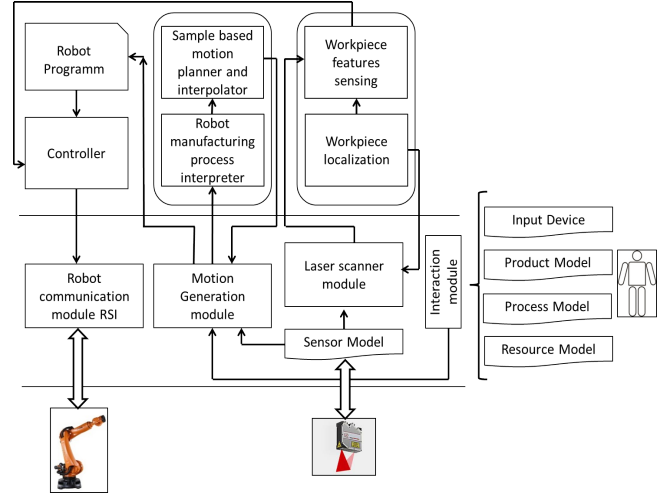 Robot
Programm
Sample based
motion
planner and
interpolator
Workpiece
features
sensing
Controller
Robot
manufacturing
process
interpreter
Workpiece
localization
Robot
communication
module RSI
Motion
Generation
module
Laser scanner
module
Sensor Model
Interaction
module
Input Device
Product Model
Process Model
Resource Model